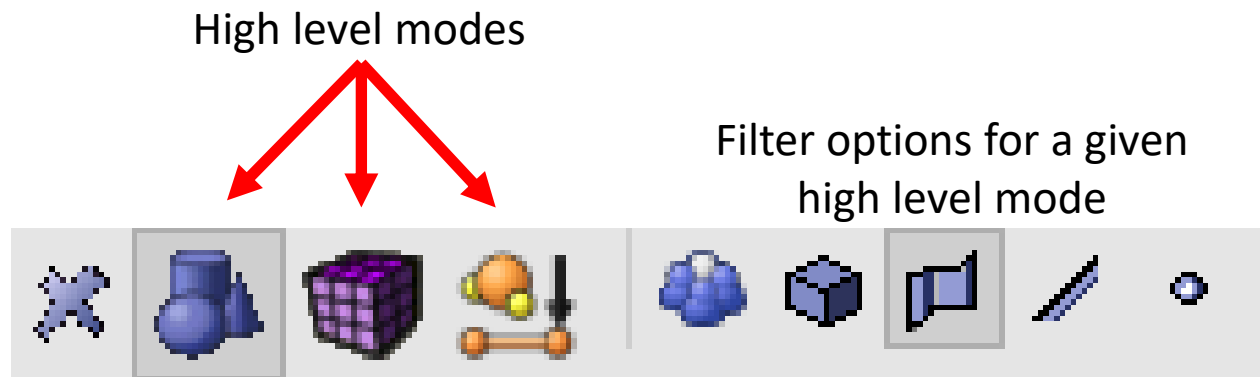 High level modes
Filter options for a given
high level mode